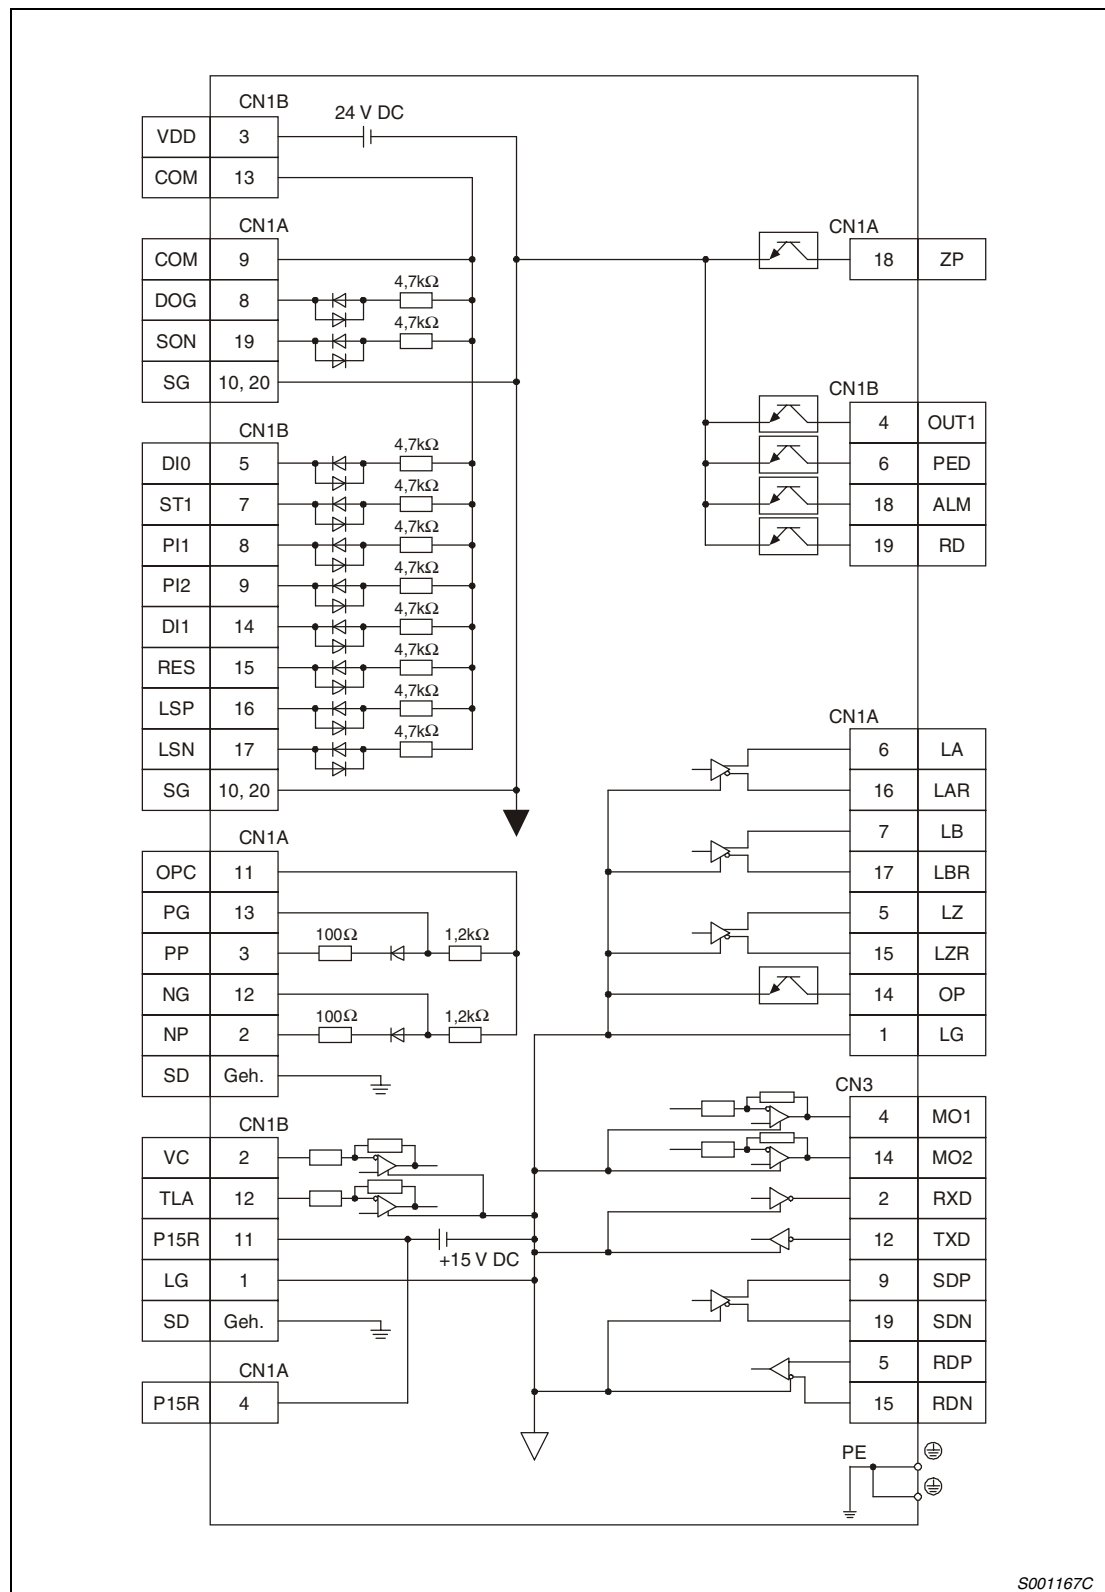 CN1B
24 V DC
VDD 3
COM 13
CN1A
COM 9
DOG 8 4,7kΩ
SON 19 4,7kΩ
SG 10, 20
CN1B
DI0 5 4,7kΩ
ST1 7 4,7kΩ
PI1 8 4,7kΩ
PI2 9 4,7kΩ
DI1 14 4,7kΩ
RES 15 4,7kΩ
LSP 16 4,7kΩ
LSN 17 4,7kΩ
SG 10, 20
CN1A
OPC 11
PG 13
PP 3 100Ω 1,2kΩ
NG 12
NP 2 100Ω 1,2kΩ
SD Geh.
CN1B
VC 2
TLA 12
P15R 11
+15 V DC
LG 1
SD Geh.
CN1A
P15R 4
CN1A
18 ZP
CN1B
4 OUT1
6 PED
18 ALM
19 RD
CN1A
6 LA
16 LAR
7 LB
17 LBR
5 LZ
15 LZR
14 OP
1 LG
CN3
4 MO1
14 MO2
2 RXD
12 TXD
9 SDP
19 SDN
5 RDP
15 RDN
PE
S001167C